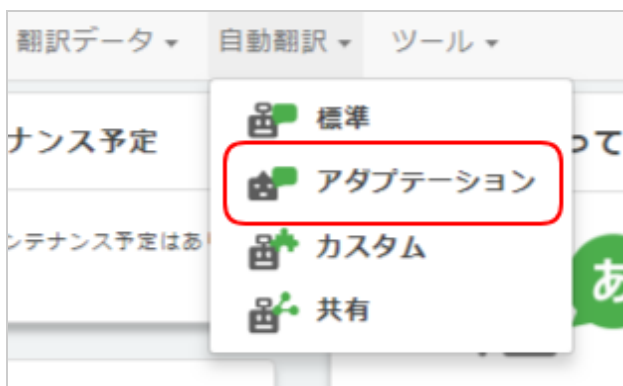 翻訳データ 自動翻訳 ツール
標準
ナンス予定 って
アダプテーション
ンテナンス予定はあ
カスタム
あ
共有